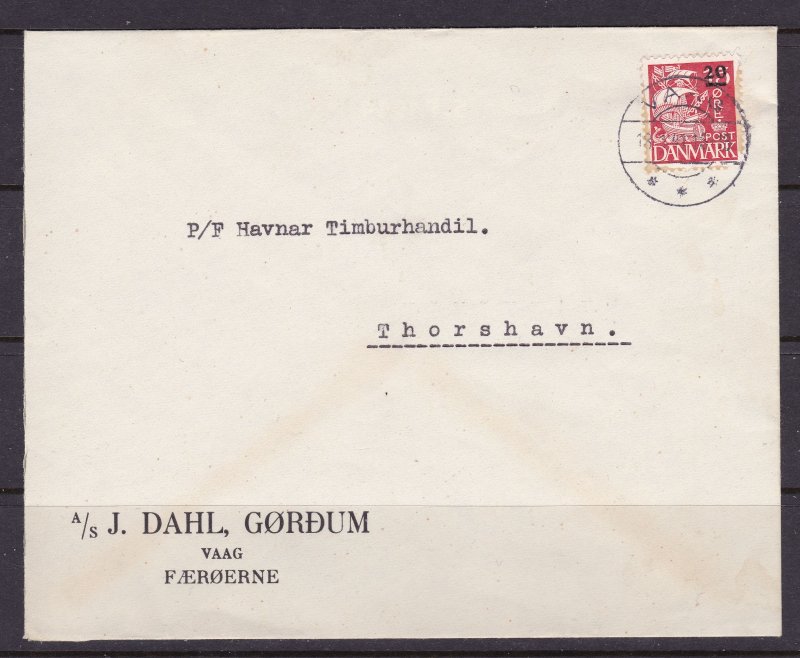 20
ØRE
POST
DANMARK
P/F Havnar Timburhandil.
Thorshavn.
A/S J. DAHL, GØRÐUM
VAAG
FÆRØERNE